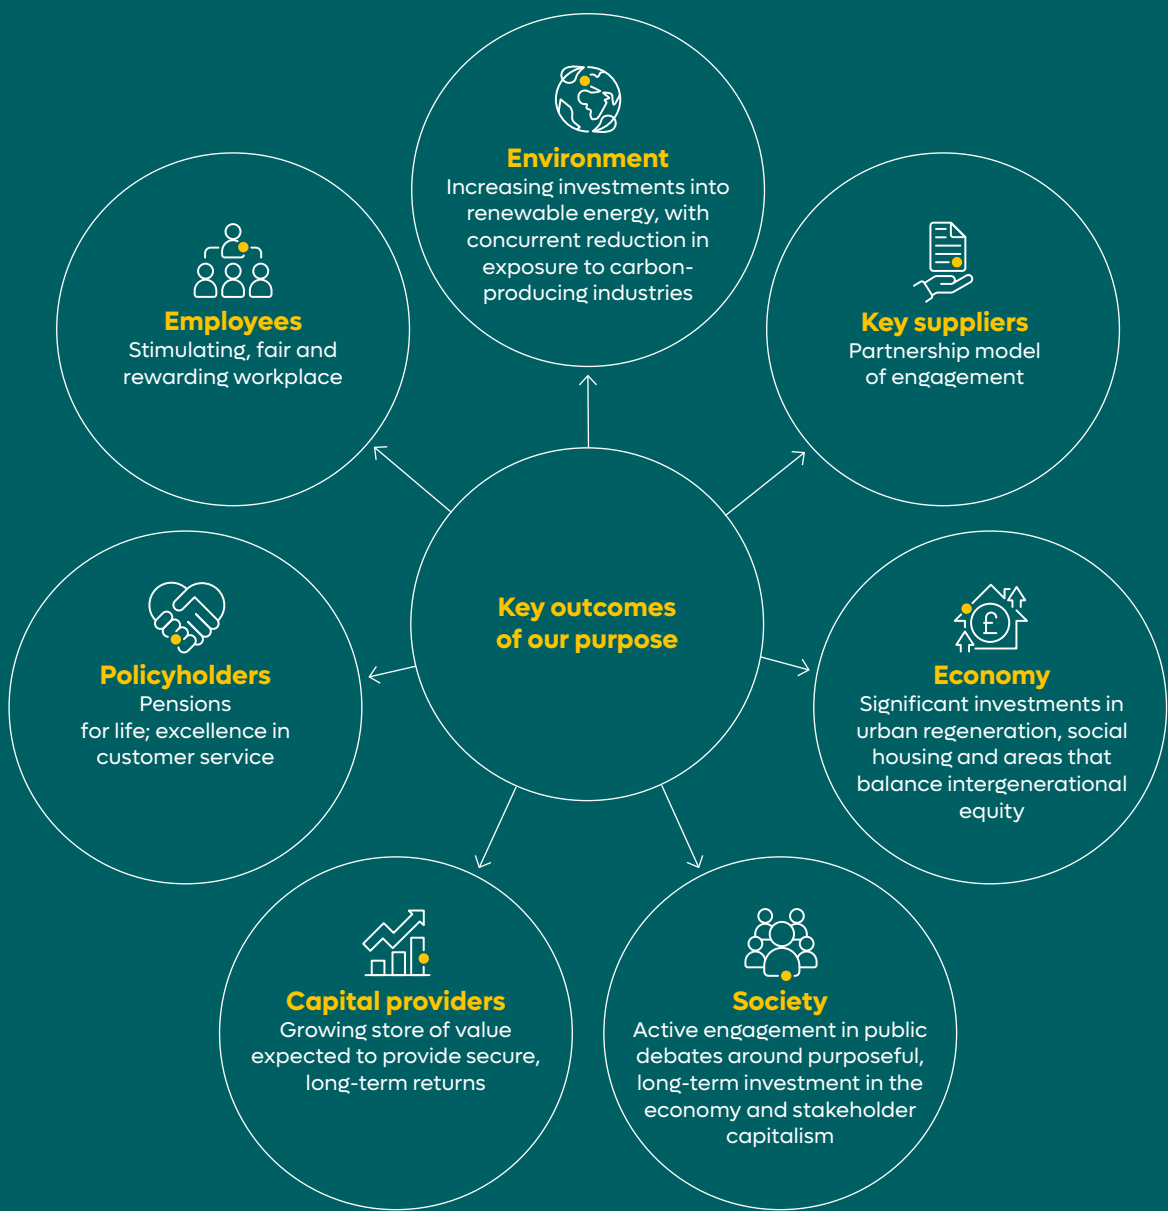 Environment
Increasing investments into
renewable energy, with
concurrent reduction in
exposure to carbon-
producing industries
Employees
Stimulating, fair and
rewarding workplace
Key suppliers
Partnership model
of engagement
Key outcomes
of our purpose
Policyholders
Pensions
for life; excellence in
customer service
£
Economy
Significant investments in
urban regeneration, social
housing and areas that
balance intergenerational
equity
Capital providers
Growing store of value
expected to provide secure,
long-term returns
Society
Active engagement in public
debates around purposeful,
long-term investment in the
economy and stakeholder
capitalism